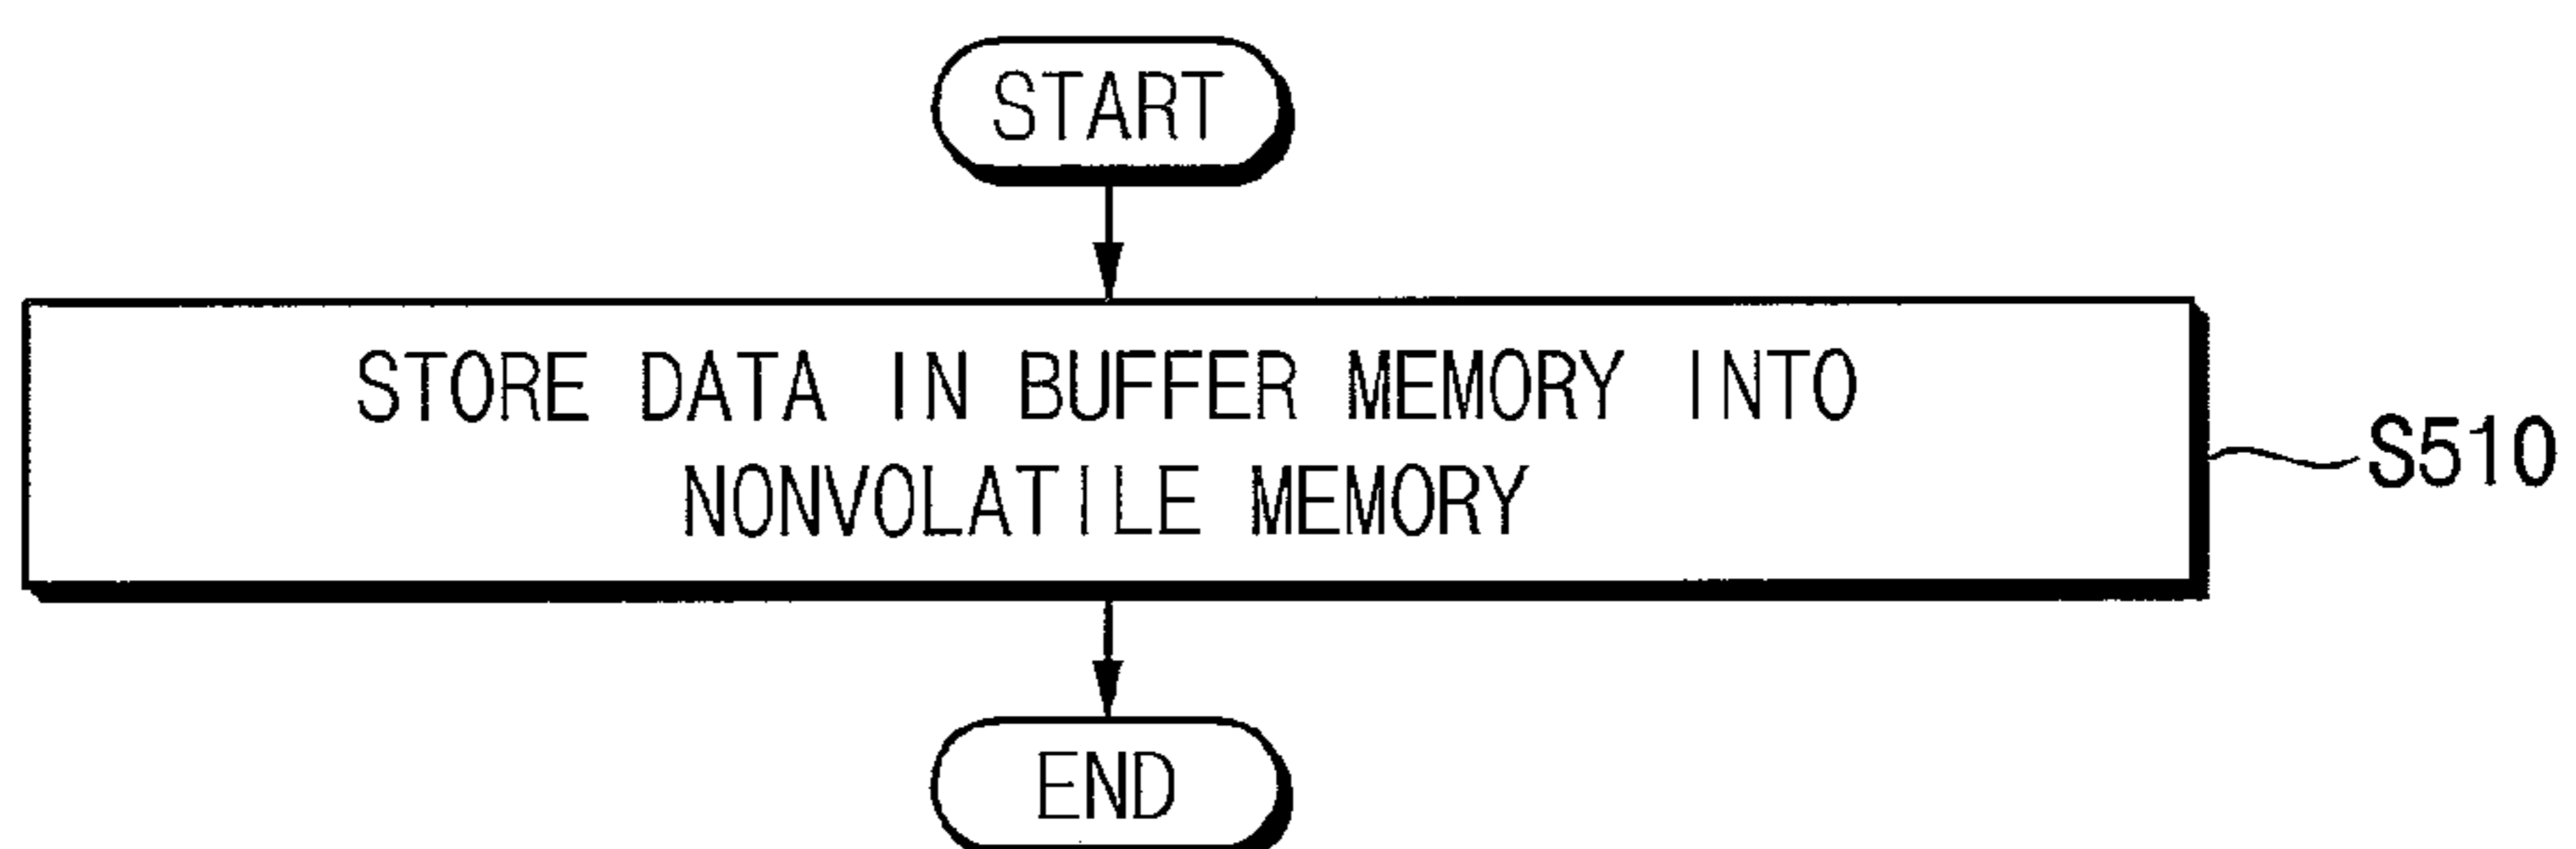 START
STORE DATA IN BUFFER MEMORY INTO
NONVOLATILE MEMORY
S510
END